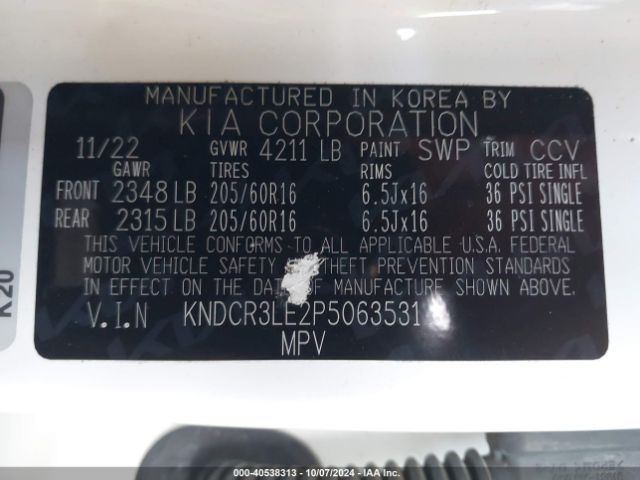 MANUFACTURED IN KOREA BY
KIA CORPORATION
11/22 GVWR 4211 LB PAINT SWP TRIM CCV
GAWR TIRES RIMS COLD TIRE INFL
FRONT 2348 LB 205/60R16 6.5Jx16 36 PSI SINGLE
REAR 2315 LB 205/60R16 6.5Jx16 36 PSI SINGLE
THIS VEHICLE CONFORMS TO ALL APPLICABLE U.S.A. FEDERAL
MOTOR VEHICLE SAFETY THEFT PREVENTION STANDARDS
IN EFFECT ON THE DATE OF MANUFACTURE SHOWN ABOVE.
V.I.N KNDCR3LE2P5063531
MPV
K20
000-40538313 - 10/07/2024 - IAAI.com